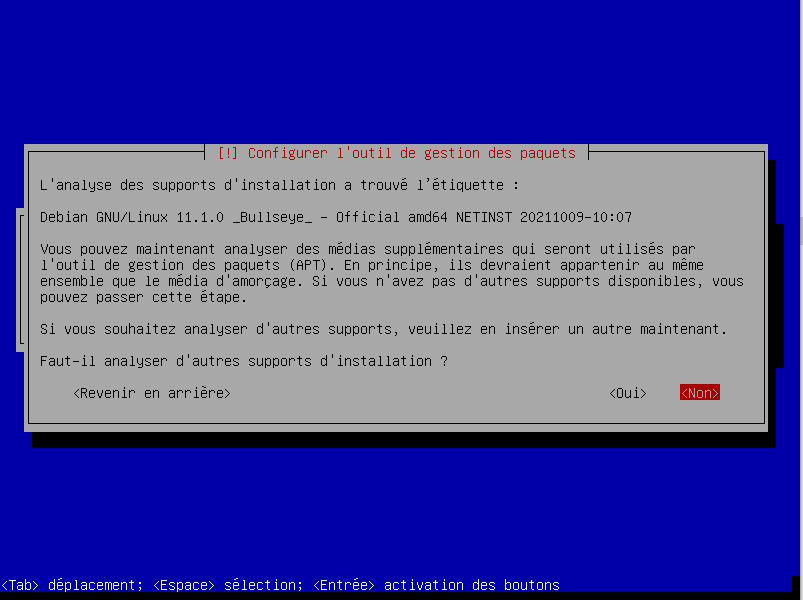 [!] Configurer l'outil de gestion des paquets
L'analyse des supports d'installation a trouvé l’étiquette :
Debian GNU/Linux 11.1.0 _Bullseye_ - Official amd64 NETINST 20211009-10:07
Vous pouvez maintenant analyser des médias supplémentaires qui seront utilisés par
l'outil de gestion des paquets (APT). En principe, ils devraient appartenir au même
ensemble que le média d'amorçage. Si vous n'avez pas d'autres supports disponibles, vous
pouvez passer cette étape.
Si vous souhaitez analyser d'autres supports, veuillez en insérer un autre maintenant.
Faut-il analyser d'autres supports d'installation ?
<Revenir en arrière> <Oui> <Non>
<Tab> déplacement; <Espace> sélection; <Entrée> activation des boutons